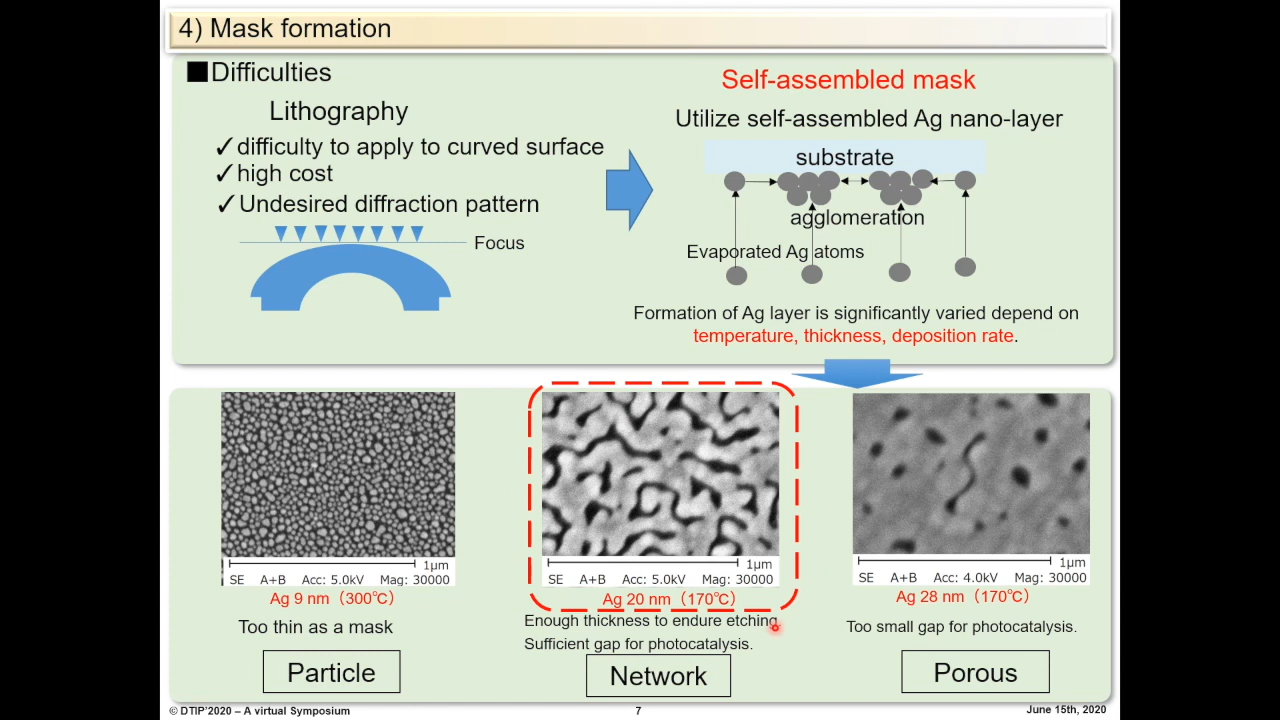 4) Mask formation
■Difficulties
Lithography
✓difficulty to apply to curved surface
✓high cost
✓Undesired diffraction pattern
Focus
Self-assembled mask
Utilize self-assembled Ag nano-layer
substrate
agglomeration
Evaporated Ag atoms
Formation of Ag layer is significantly varied depend on
temperature, thickness, deposition rate.
1μm
SE A+B Acc: 5.0kV Mag: 30000
Ag 9 nm（300℃）
Too thin as a mask
Particle
1μm
SE A+B Acc: 5.0kV Mag: 30000
Ag 20 nm（170℃）
Enough thickness to endure etching.
Sufficient gap for photocatalysis.
Network
1μm
SE A+B Acc: 4.0kV Mag: 30000
Ag 28 nm（170℃）
Too small gap for photocatalysis.
Porous
© DTIP'2020 – A virtual Symposium
7
June 15th, 2020